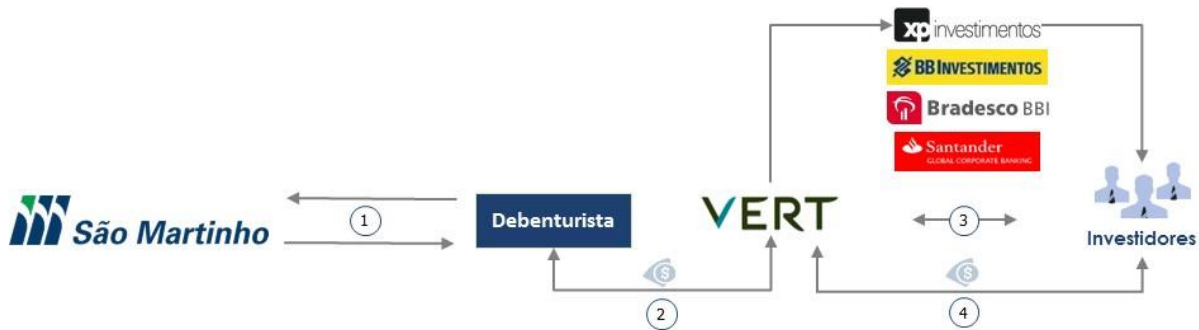 xp investimentos
BB INVESTIMENTOS
Bradesco BBI
Santander
GLOBAL CORPORATE BANKING
São Martinho
1
Debenturista
VERT
3
Investidores
$
2
$
4